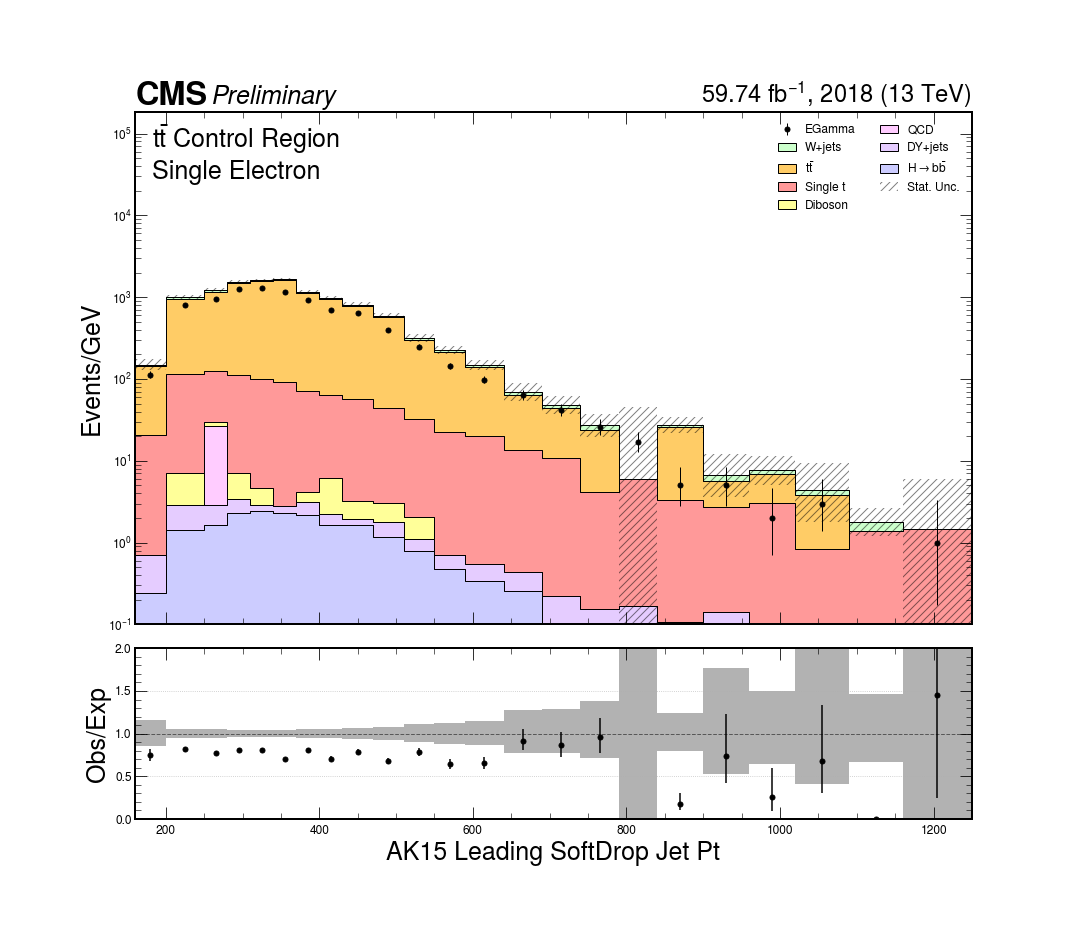 CMS Preliminary
59.74 fb⁻¹, 2018 (13 TeV)
tt̄ Control Region
Single Electron
EGamma
W+jets
tt̄
Single t
Diboson
QCD
DY+jets
H→bb̄
Stat. Unc.
Events/GeV
10⁵
10⁴
10³
10²
10¹
10⁰
10⁻¹
Obs/Exp
2.0
1.5
1.0
0.5
0.0
200 400 600 800 1000 1200
AK15 Leading SoftDrop Jet Pt